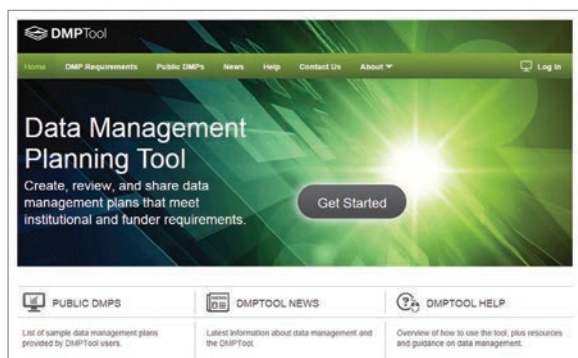 DMPTool
Home DMP Requirements Public DMPs News Help Contact Us About Log In
Data Management
Planning Tool
Create, review, and share data
management plans that meet
institutional and funder requirements.
Get Started
PUBLIC DMPS
List of sample data management plans
provided by DMPTool users.
DMPTOOL NEWS
Latest information about data management and
the DMPTool.
DMPTOOL HELP
Overview of how to use the tool, plus resources
and guidance on data management.